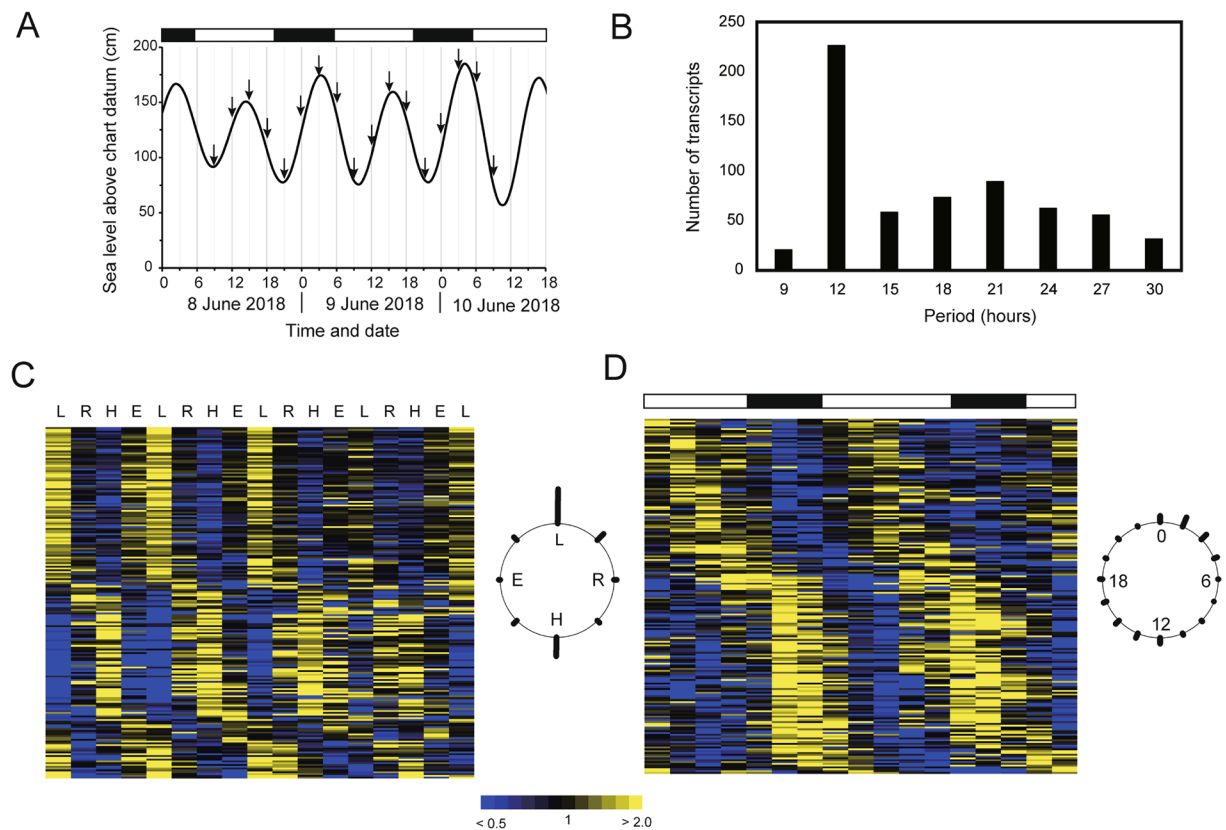 A
Sea level above chart datum (cm)
200
150
100
50
0
0 6 12 18 0 6 12 18 0 6 12 18
8 June 2018 | 9 June 2018 | 10 June 2018
Time and date
B
Number of transcripts
250
200
150
100
50
0
9 12 15 18 21 24 27 30
Period (hours)
C
L R H E L R H E L R H E L R H E L
L
E R
H
D
0
18 6
12
< 0.5 1 > 2.0